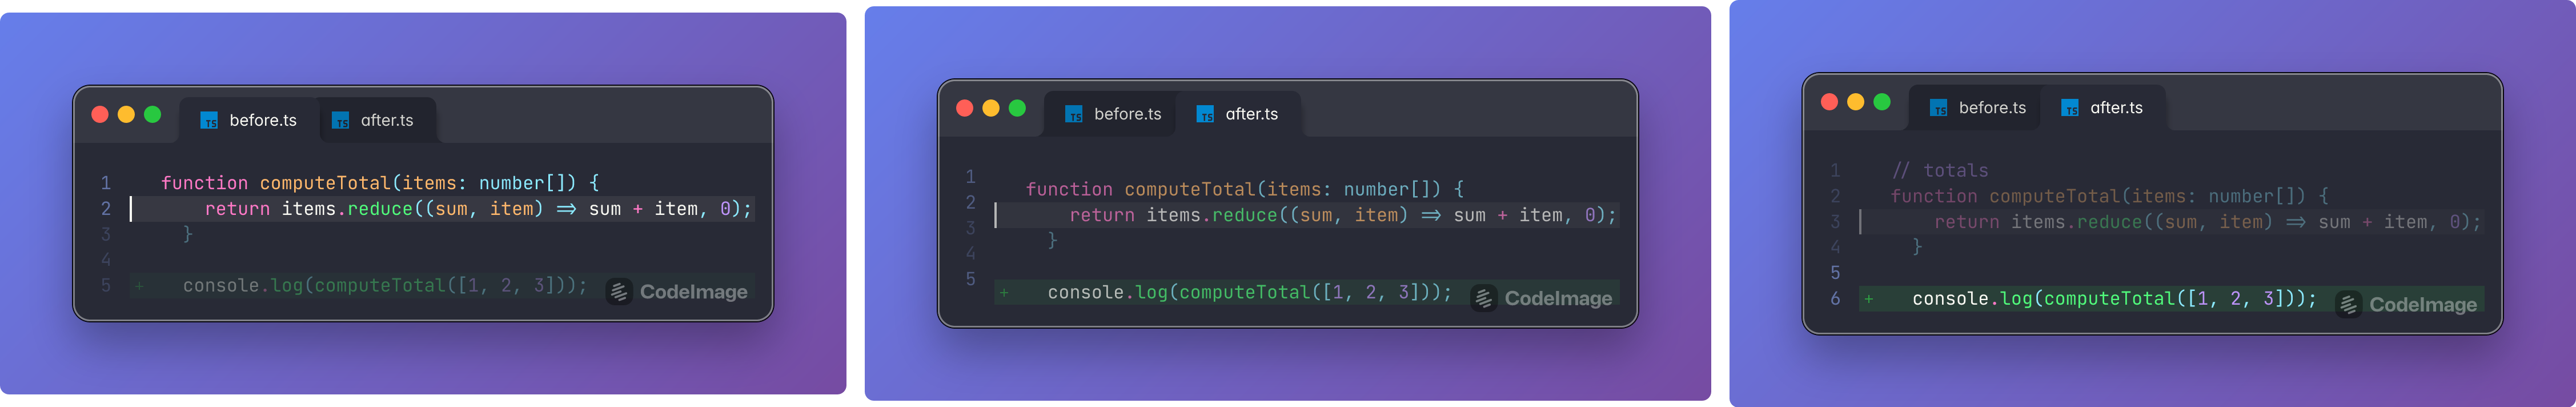 before.ts after.ts
1 function computeTotal(items: number[]) {
2 return items.reduce((sum, item) => sum + item, 0);
3 }
4
5 + console.log(computeTotal([1, 2, 3]));
CodeImage
before.ts after.ts
1 function computeTotal(items: number[]) {
2 return items.reduce((sum, item) => sum + item, 0);
3 }
4
5 + console.log(computeTotal([1, 2, 3]));
CodeImage
before.ts after.ts
1 // totals
2 function computeTotal(items: number[]) {
3 return items.reduce((sum, item) => sum + item, 0);
4 }
5
6 + console.log(computeTotal([1, 2, 3]));
CodeImage